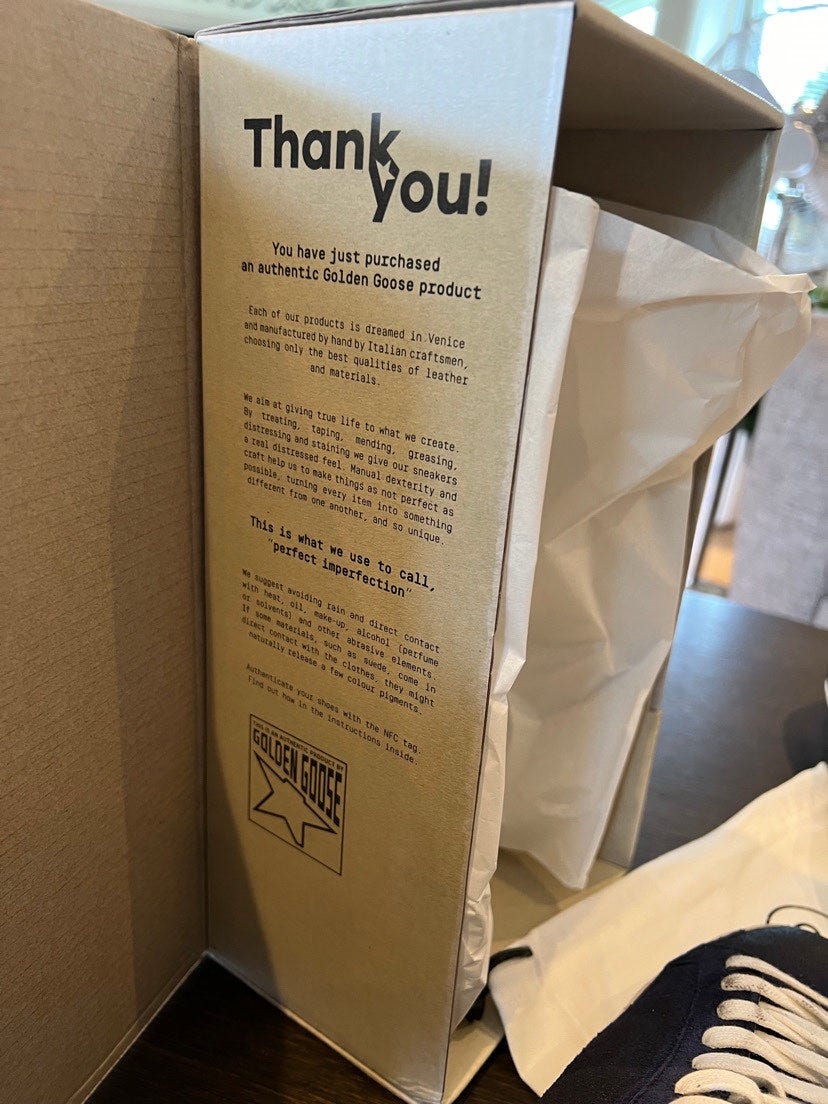 Thank
you!
You have just purchased
an authentic Golden Goose product
Each of our products is dreamed in Venice
and manufactured by hand by Italian craftsmen,
choosing only the best qualities of leather
and materials.
We aim at giving true life to what we create.
By treating, taping, mending, greasing,
distressing and staining we give our sneakers
a real distressed feel. Manual dexterity and
craft help us to make things as not perfect as
possible, turning every item into something
different from one another, and so unique.
This is what we use to call,
"perfect imperfection"
We suggest avoiding rain and direct contact
with heat, oil, make-up, alcohol (perfume
or solvents) and other abrasive elements.
If some materials, such as suede, come in
direct contact with the clothes, they might
naturally release a few colour pigments.
Authenticate your shoes with the NFC tag.
Find out how in the instructions inside.
THIS IS AN AUTHENTIC PRODUCT BY
GOLDEN GOOSE